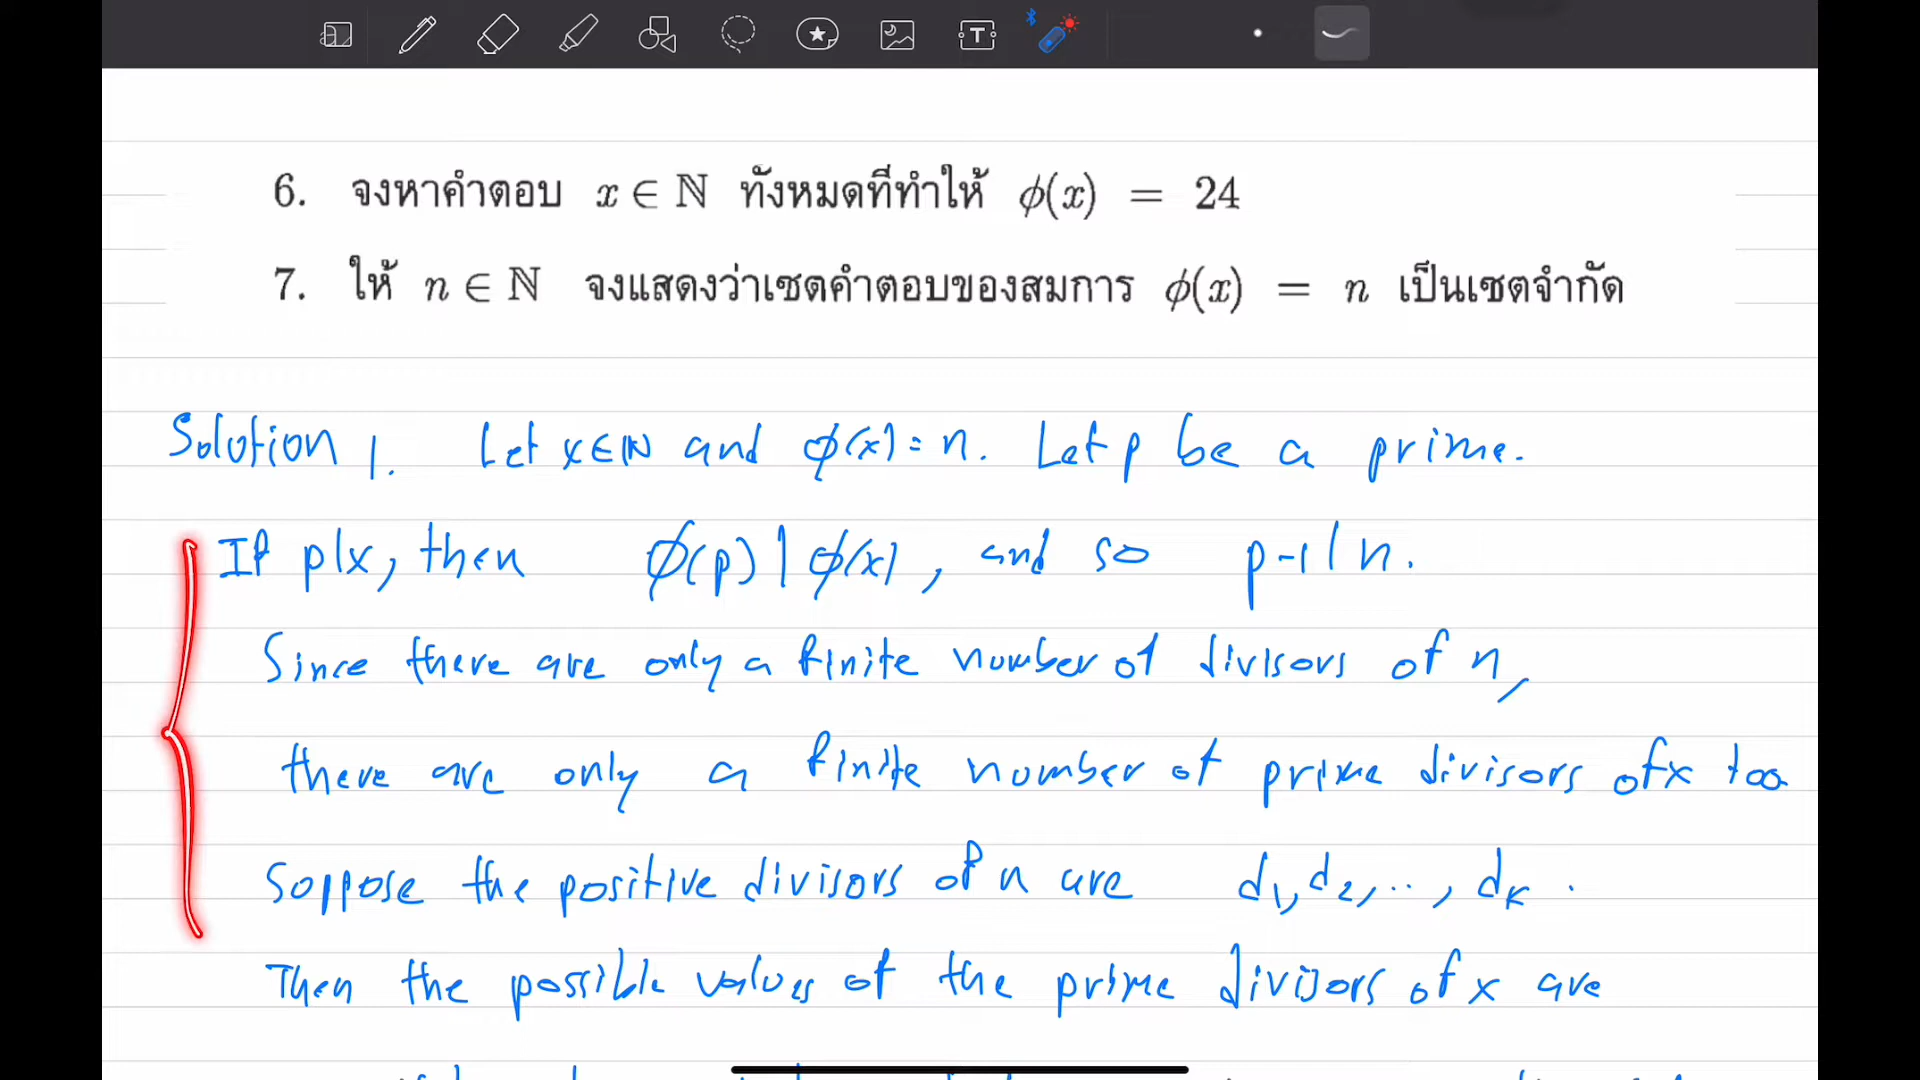 6. จงหาคำตอบ x ∈ ℕ ทั้งหมดที่ทำให้ ϕ(x) = 24
7. ให้ n ∈ ℕ จงแสดงว่าเซตคำตอบของสมการ ϕ(x) = n เป็นเซตจำกัด
Solution 1. Let x∈ℕ and ϕ(x)=n. Let p be a prime.
If p|x, then ϕ(p) | ϕ(x), and so p-1 | n.
Since there are only a finite number of divisors of n,
there are only a finite number of prime divisors of x too
Suppose the positive divisors of n are d₁, d₂, .., dₖ.
Then the possible values of the prime divisors of x are